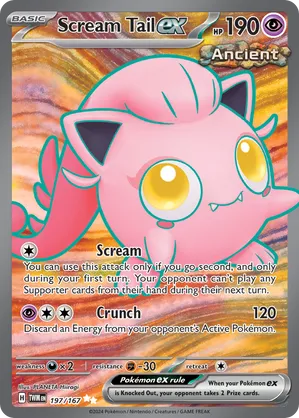 BASIC
Scream Tail ex HP 190
Ancient
Scream
You can use this attack only if you go second, and only
during your first turn. Your opponent can't play any
Supporter cards from their hand during their next turn.
Crunch 120
Discard an Energy from your opponent's Active Pokémon.
weakness ×2 resistance -30 retreat
Illus. PLANETA Hiiragi
Pokémon ex rule When your Pokémon ex
is Knocked Out, your opponent takes 2 Prize cards.
H TWM EN 197/167
©2024 Pokémon / Nintendo / Creatures / GAME FREAK